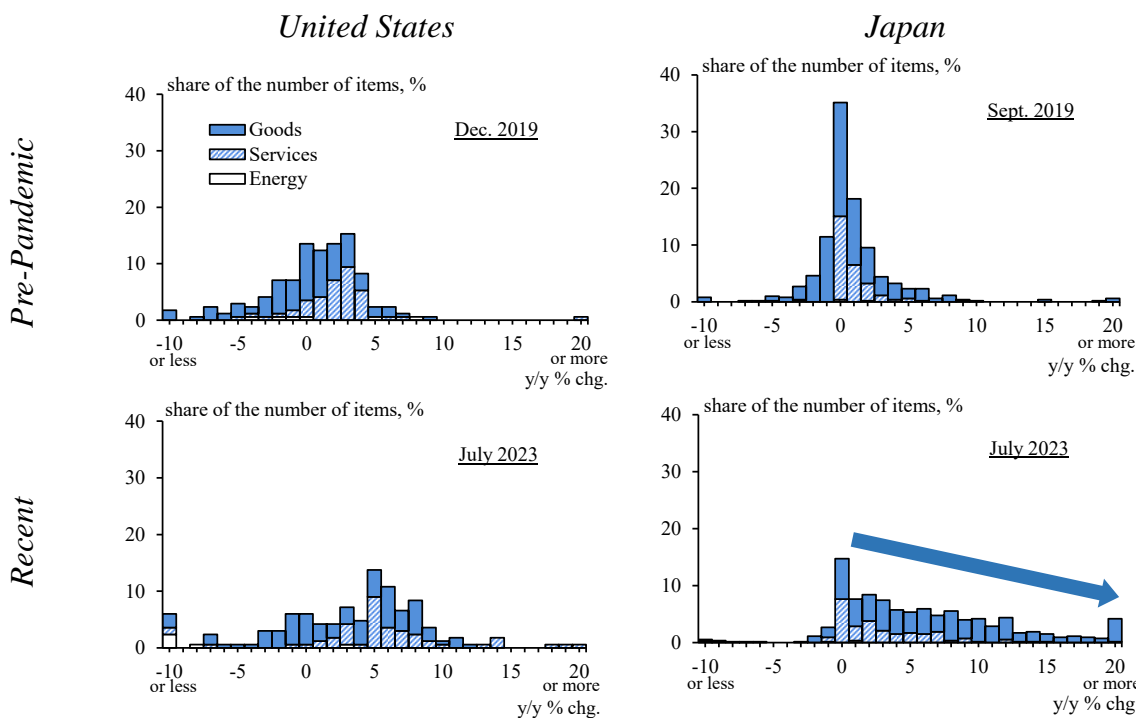 United States
Japan
Pre-Pandemic
share of the number of items, %
40
30
20
10
0
Goods
Services
Energy
Dec. 2019
-10 -5 0 5 10 15 20
or less or more
y/y % chg.
share of the number of items, %
40
30
20
10
0
Sept. 2019
-10 -5 0 5 10 15 20
or less or more
y/y % chg.
Recent
share of the number of items, %
40
30
20
10
0
July 2023
-10 -5 0 5 10 15 20
or less or more
y/y % chg.
share of the number of items, %
40
30
20
10
0
July 2023
-10 -5 0 5 10 15 20
or less or more
y/y % chg